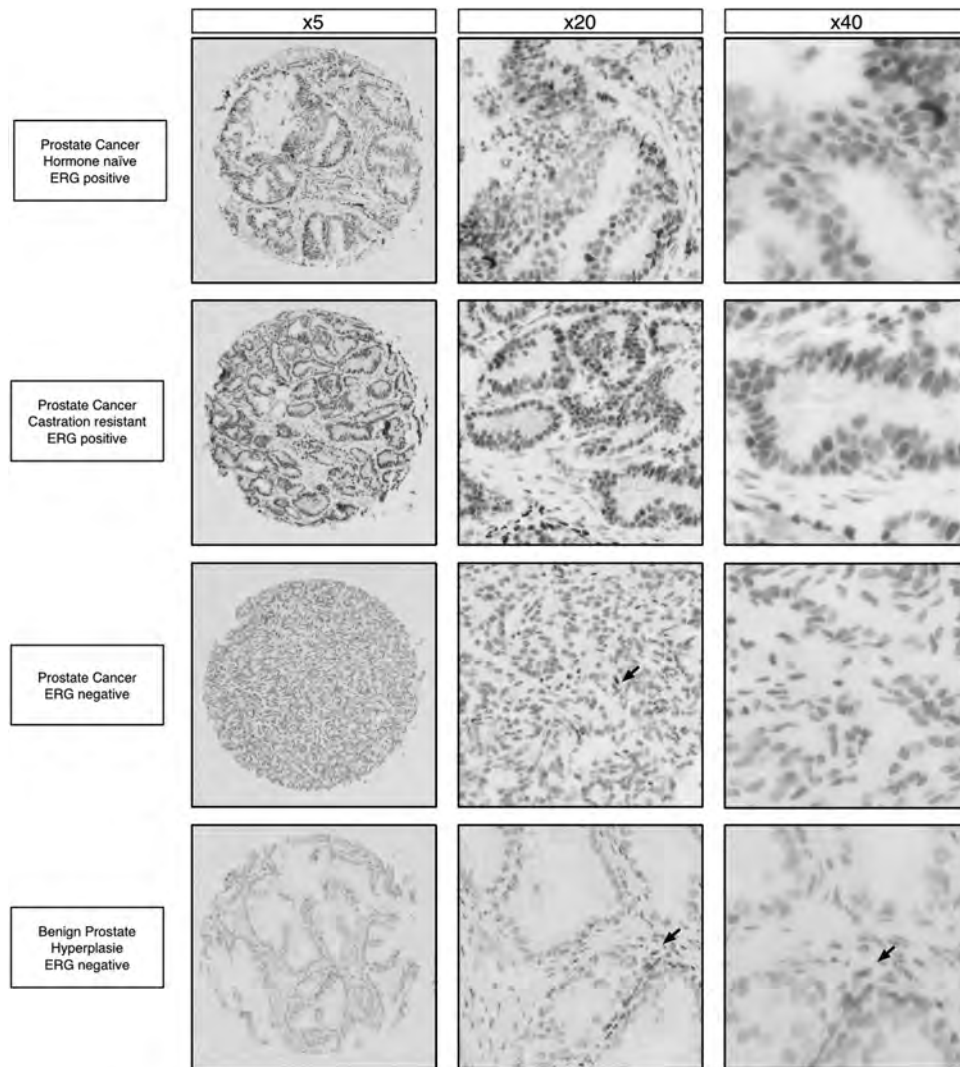 x5
x20
x40
Prostate Cancer
Hormone naïve
ERG positive
Prostate Cancer
Castration resistant
ERG positive
Prostate Cancer
ERG negative
Benign Prostate
Hyperplasie
ERG negative